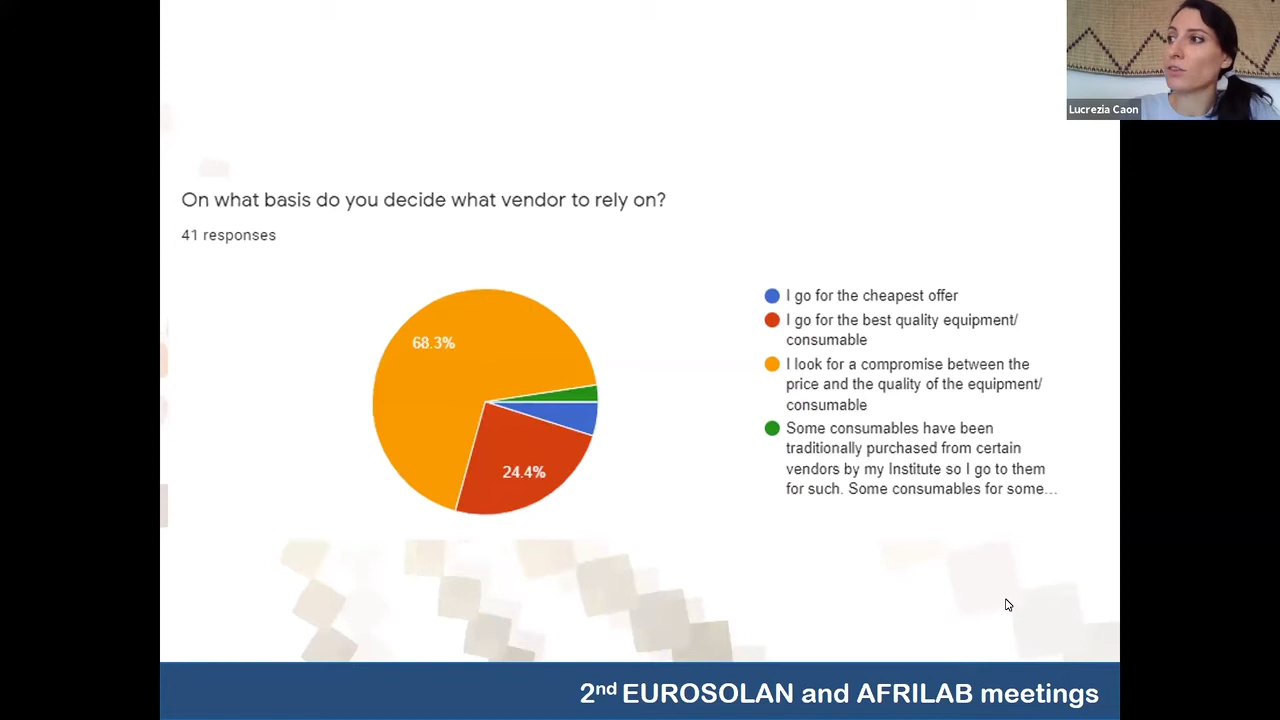 Lucrezia Caon
On what basis do you decide what vendor to rely on?
41 responses
68.3%
24.4%
I go for the cheapest offer
I go for the best quality equipment/
consumable
I look for a compromise between the
price and the quality of the equipment/
consumable
Some consumables have been
traditionally purchased from certain
vendors by my Institute so I go to them
for such. Some consumables for some...
2nd EUROSOLAN and AFRILAB meetings